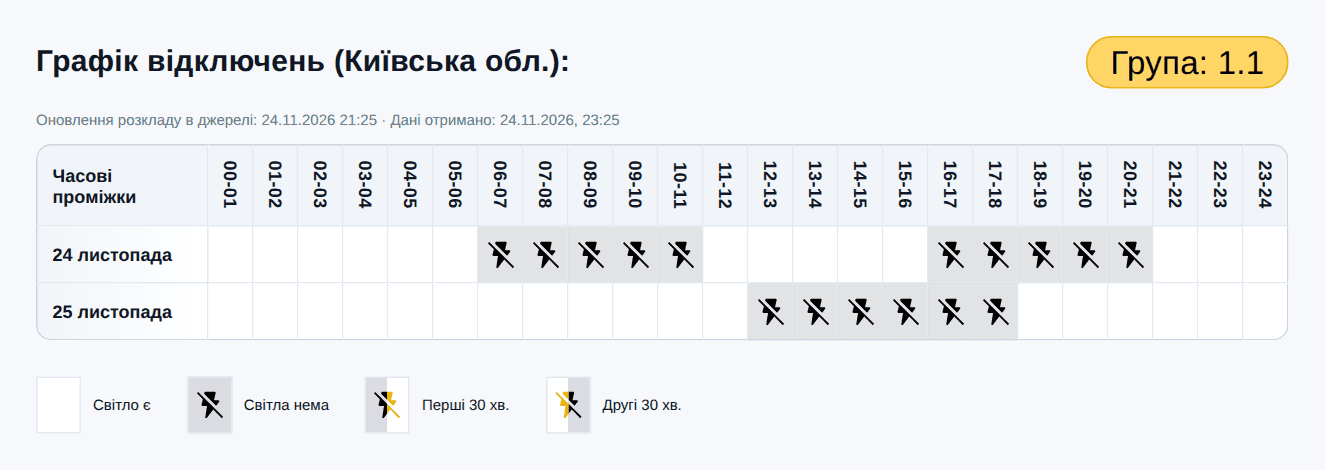 Графік відключень (Київська обл.):
Група: 1.1
Оновлення розкладу в джерелі: 24.11.2026 21:25 · Дані отримано: 24.11.2026, 23:25
Часові
проміжки
00-01
01-02
02-03
03-04
04-05
05-06
06-07
07-08
08-09
09-10
10-11
11-12
12-13
13-14
14-15
15-16
16-17
17-18
18-19
19-20
20-21
21-22
22-23
23-24
24 листопада
25 листопада
Світло є
Світла нема
Перші 30 хв.
Другі 30 хв.